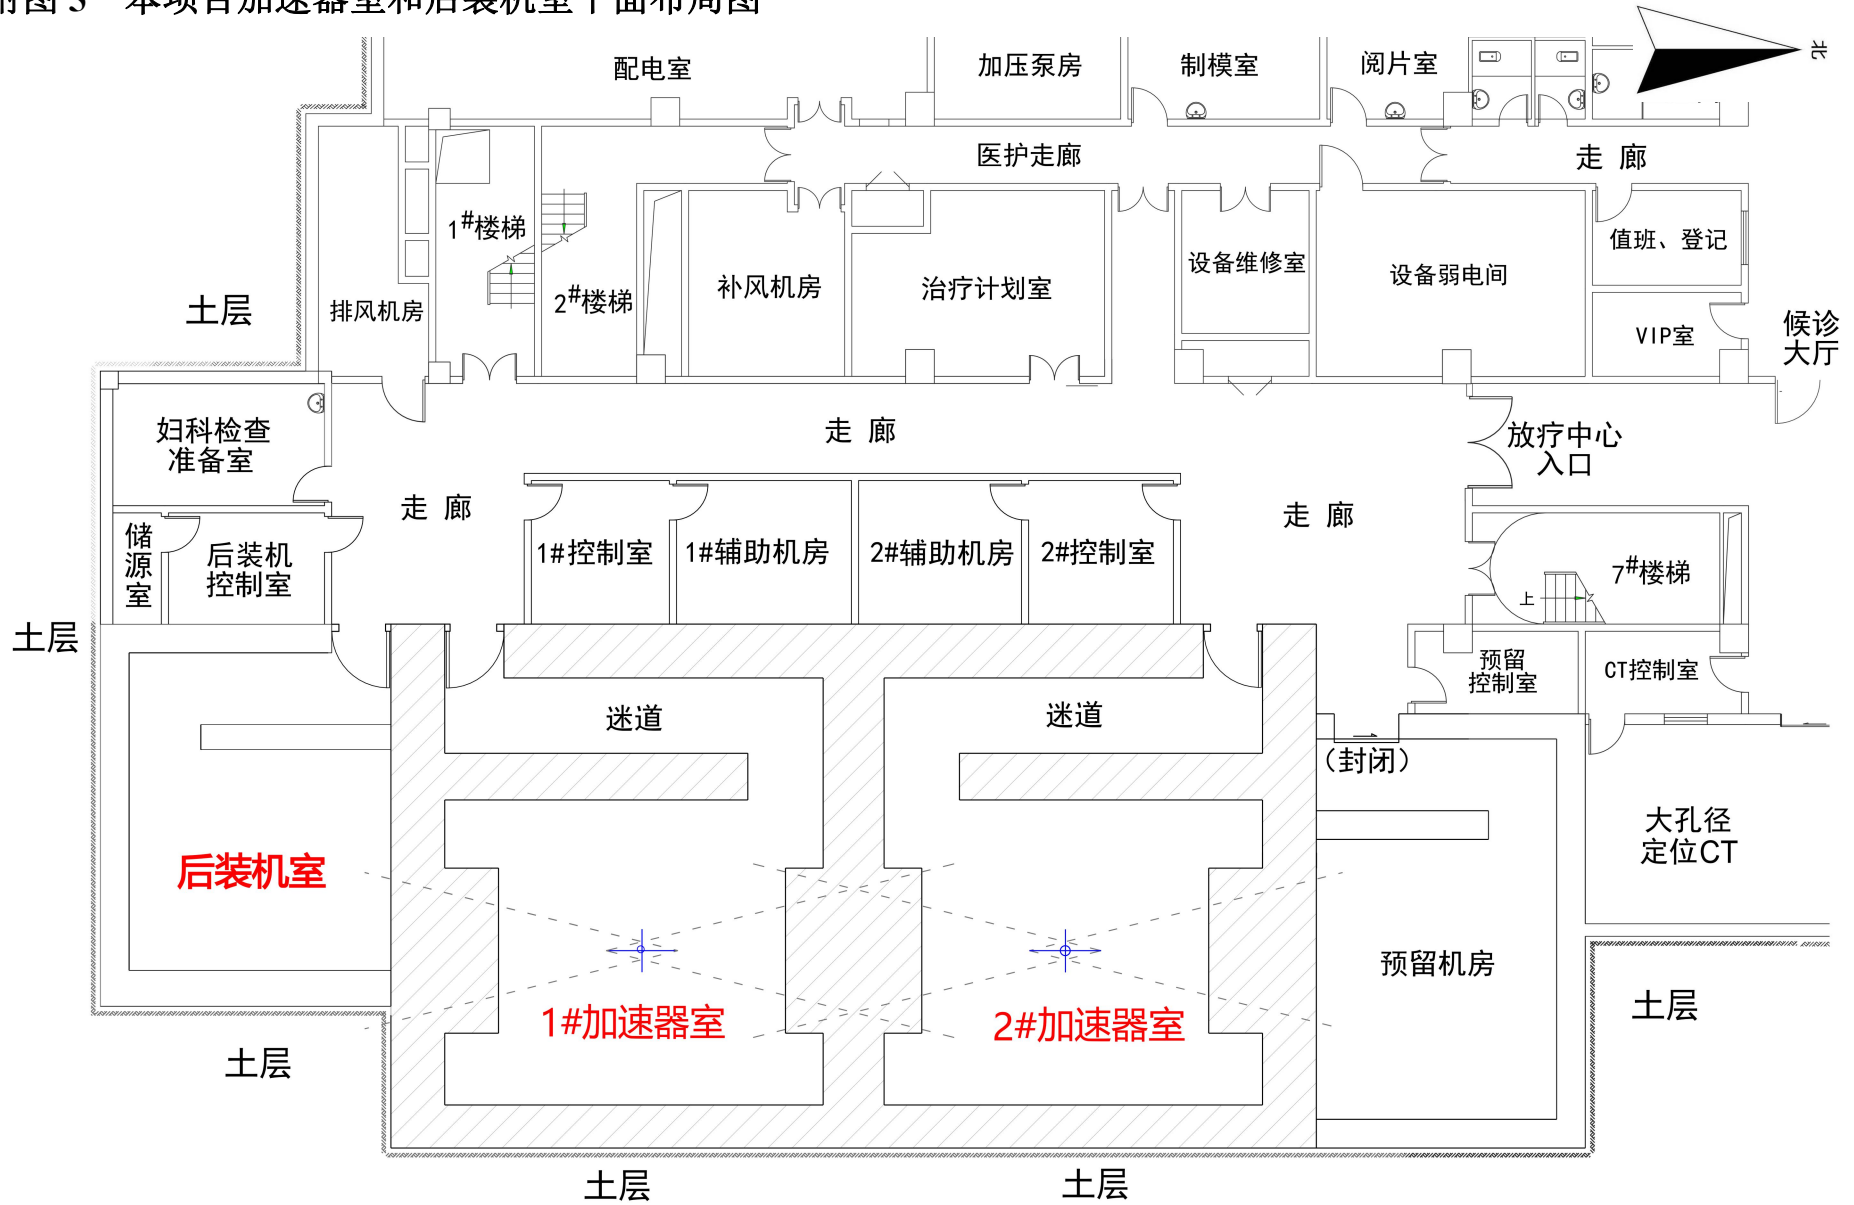 附图 3 本项目加速器室和后装机室平面布局图
北
配电室
加压泵房
制模室
阅片室
医护走廊
走 廊
1#楼梯
2#楼梯
排风机房
补风机房
治疗计划室
设备维修室
设备弱电间
值班、登记
VIP室
候诊
大厅
土层
妇科检查
准备室
走 廊
放疗中心
入口
走 廊
走 廊
储
源
室
后装机
控制室
1#控制室
1#辅助机房
2#辅助机房
2#控制室
7#楼梯
上
土层
预留
控制室
CT控制室
迷道
迷道
(封闭)
大孔径
定位CT
后装机室
预留机房
1#加速器室
2#加速器室
土层
土层
土层
土层